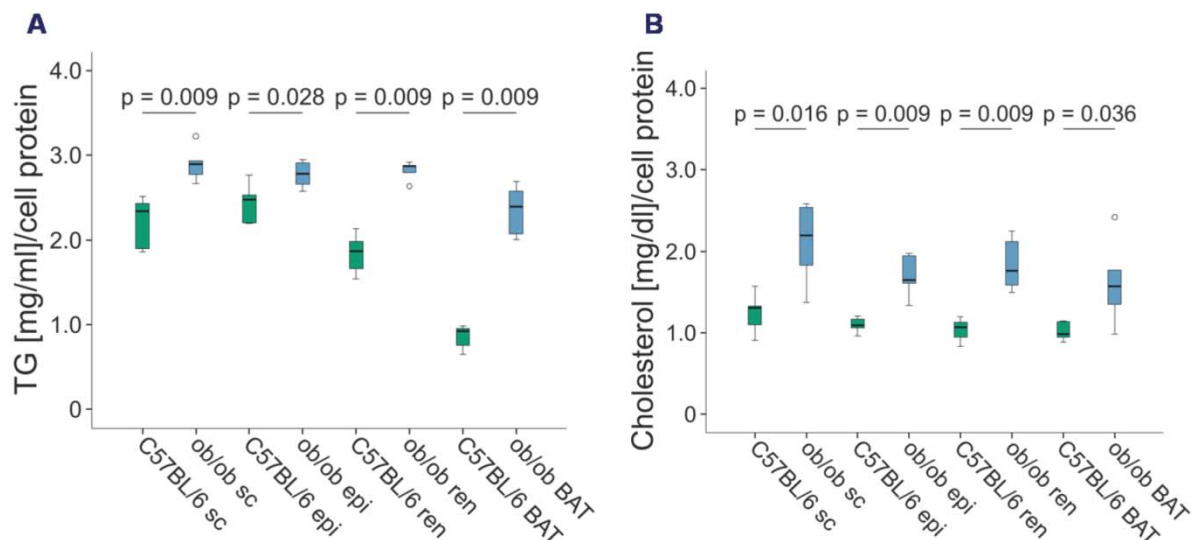 A
TG [mg/ml]/cell protein
4.0
3.0
2.0
1.0
0
p = 0.009 p = 0.028 p = 0.009 p = 0.009
C57BL/6 sc
ob/ob sc
C57BL/6 epi
ob/ob epi
C57BL/6 ren
ob/ob ren
C57BL/6 BAT
ob/ob BAT
B
Cholesterol [mg/dl]/cell protein
4.0
3.0
2.0
1.0
0
p = 0.016 p = 0.009 p = 0.009 p = 0.036
C57BL/6 sc
ob/ob sc
C57BL/6 epi
ob/ob epi
C57BL/6 ren
ob/ob ren
C57BL/6 BAT
ob/ob BAT